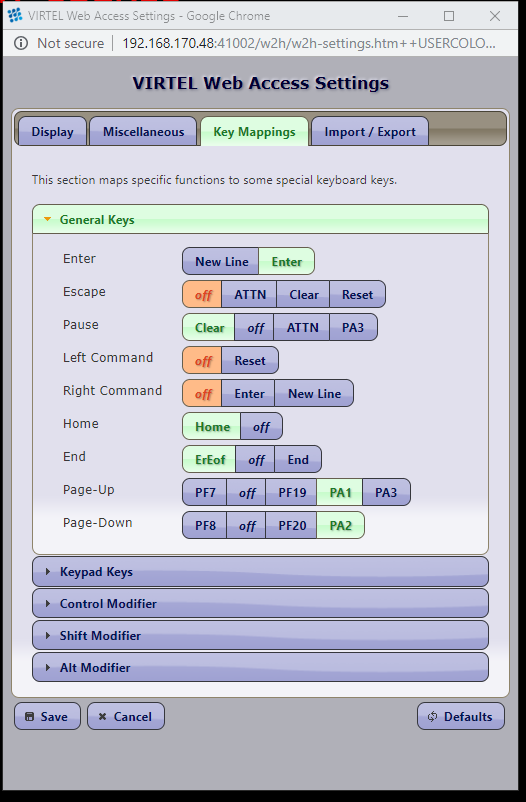 VIRTEL Web Access Settings - Google Chrome
Not secure | 192.168.170.48:41002/w2h/w2h-settings.htm++USERCOLO...
VIRTEL Web Access Settings
Display Miscellaneous Key Mappings Import / Export
This section maps specific functions to some special keyboard keys.
General Keys
Enter New Line Enter
Escape off ATTN Clear Reset
Pause Clear off ATTN PA3
Left Command off Reset
Right Command off Enter New Line
Home Home off
End ErEof off End
Page-Up PF7 off PF19 PA1 PA3
Page-Down PF8 off PF20 PA2
Keypad Keys
Control Modifier
Shift Modifier
Alt Modifier
Save Cancel Defaults